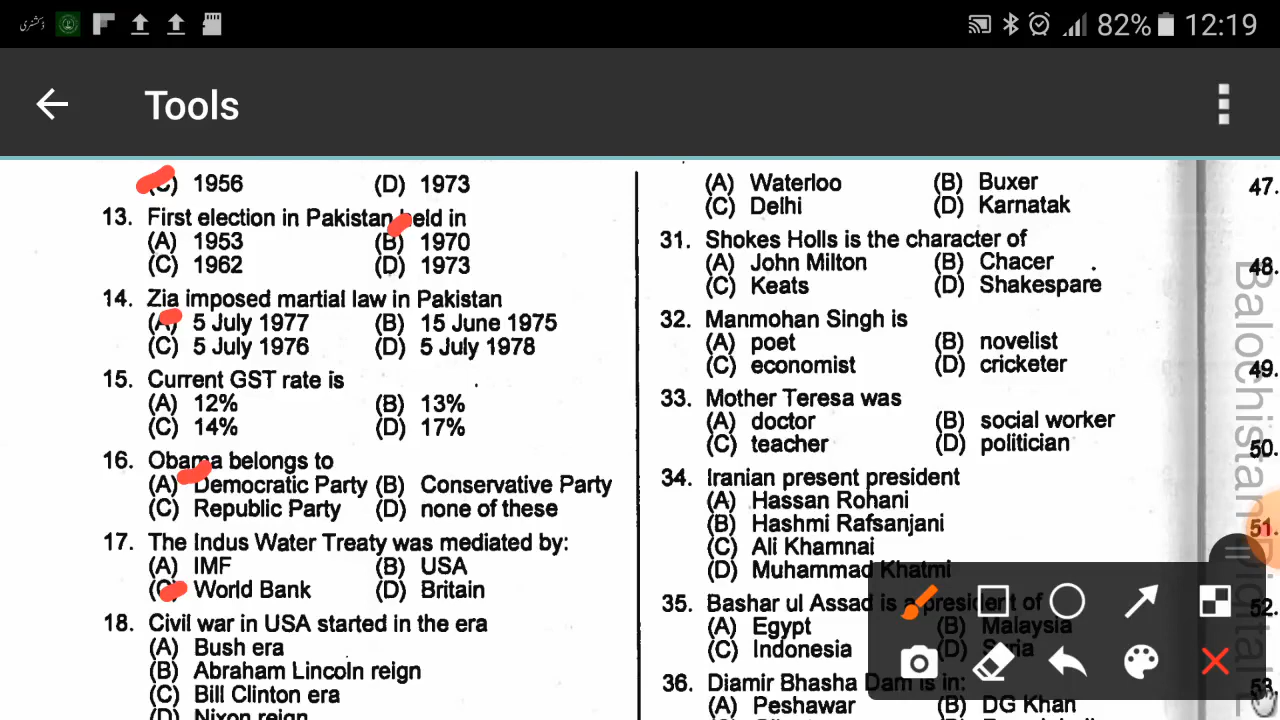 ڈکشنری
82% 12:19
Tools
(C) 1956 (D) 1973
13. First election in Pakistan held in
(A) 1953 (B) 1970
(C) 1962 (D) 1973
14. Zia imposed martial law in Pakistan
(A) 5 July 1977 (B) 15 June 1975
(C) 5 July 1976 (D) 5 July 1978
15. Current GST rate is
(A) 12% (B) 13%
(C) 14% (D) 17%
16. Obama belongs to
(A) Democratic Party (B) Conservative Party
(C) Republic Party (D) none of these
17. The Indus Water Treaty was mediated by:
(A) IMF (B) USA
(C) World Bank (D) Britain
18. Civil war in USA started in the era
(A) Bush era
(B) Abraham Lincoln reign
(C) Bill Clinton era
(D) Nixon reign
(A) Waterloo (B) Buxer
(C) Delhi (D) Karnatak
31. Shokes Holls is the character of
(A) John Milton (B) Chacer
(C) Keats (D) Shakespare
32. Manmohan Singh is
(A) poet (B) novelist
(C) economist (D) cricketer
33. Mother Teresa was
(A) doctor (B) social worker
(C) teacher (D) politician
34. Iranian present president
(A) Hassan Rohani
(B) Hashmi Rafsanjani
(C) Ali Khamnai
(D) Muhammad Khatmi
35. Bashar ul Assad is a president of
(A) Egypt (B) Malaysia
(C) Indonesia (D) Syria
36. Diamir Bhasha Dam is in:
(A) Peshawar (B) DG Khan
47.
48.
49.
50.
51.
52.
53.
Balochistan Digital